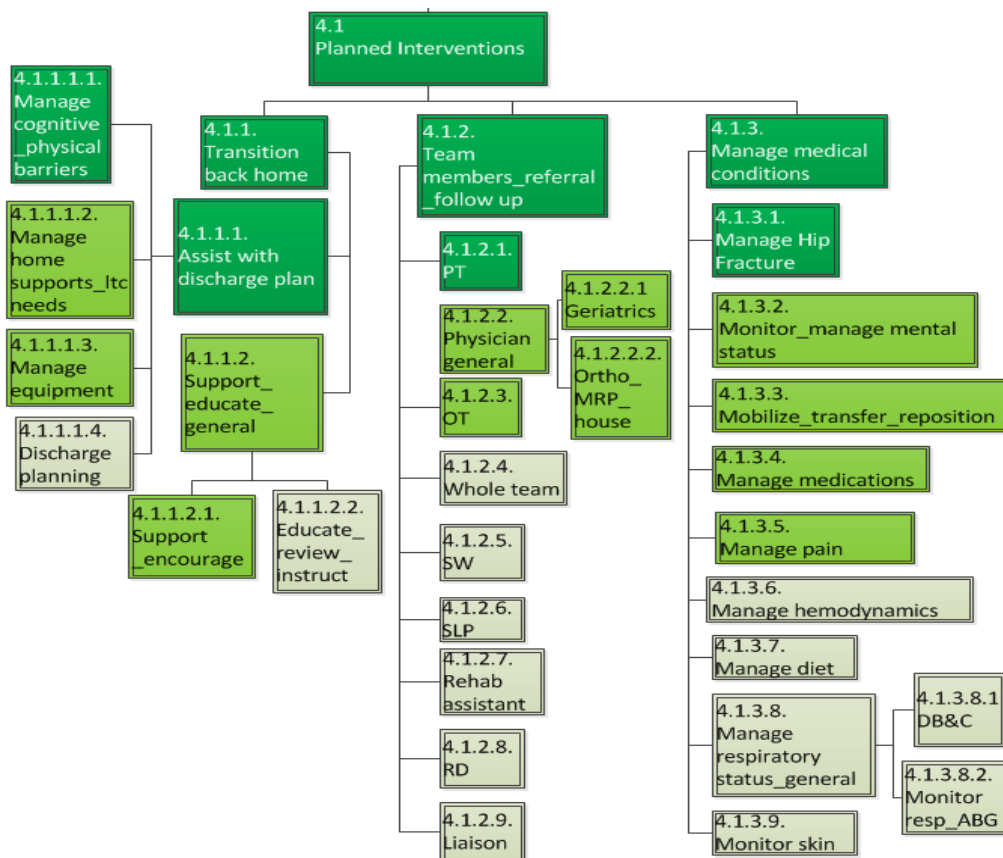 4.1
Planned Interventions
4.1.1.1.1.
Manage
cognitive
_physical
barriers
4.1.1.
Transition
back home
4.1.2.
Team
members_referral
_follow up
4.1.3.
Manage medical
conditions
4.1.1.1.2.
Manage
home
supports_ltc
needs
4.1.1.1.
Assist with
discharge plan
4.1.2.1.
PT
4.1.3.1.
Manage Hip
Fracture
4.1.2.2.1
Geriatrics
4.1.1.1.3.
Manage
equipment
4.1.1.2.
Support_
educate_
general
4.1.2.2.
Physician
general
4.1.2.2.2.
Ortho_
MRP_
house
4.1.3.2.
Monitor_manage mental
status
4.1.2.3.
OT
4.1.3.3.
Mobilize_transfer_reposition
4.1.1.1.4.
Discharge
planning
4.1.2.4.
Whole team
4.1.3.4.
Manage medications
4.1.1.2.1.
Support
_encourage
4.1.1.2.2.
Educate_
review_
instruct
4.1.2.5.
SW
4.1.3.5.
Manage pain
4.1.2.6.
SLP
4.1.3.6.
Manage hemodynamics
4.1.2.7.
Rehab
assistant
4.1.3.7.
Manage diet
4.1.2.8.
RD
4.1.3.8.
Manage
respiratory
status_general
4.1.3.8.1
DB&C
4.1.3.8.2.
Monitor
resp_ABG
4.1.2.9.
Liaison
4.1.3.9.
Monitor skin